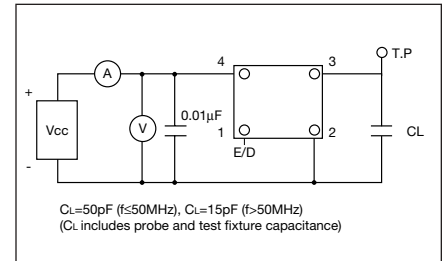 T.P
A
4
3
+
Vcc
V
0.01µF
1
2
CL
E/D
-
CL=50pF (f≤50MHz), CL=15pF (f>50MHz)
(CL includes probe and test fixture capacitance)